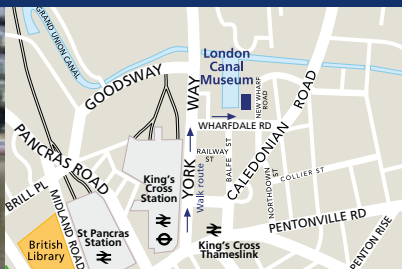 GRAND UNION CANAL
London
Canal
Museum
GOODSWAY
YORK WAY
NEW WHARF
ROAD
CALEDONIAN ROAD
WHARFDALE RD
PANCRAS ROAD
RAILWAY
ST
BALFE ST
Walk route
NORTHDOWN
ST
COLLIER ST
BRILL PL
MIDLAND ROAD
King's
Cross
Station
PENTONVILLE RD
British
Library
St Pancras
Station
King's Cross
Thameslink
PENTON RISE